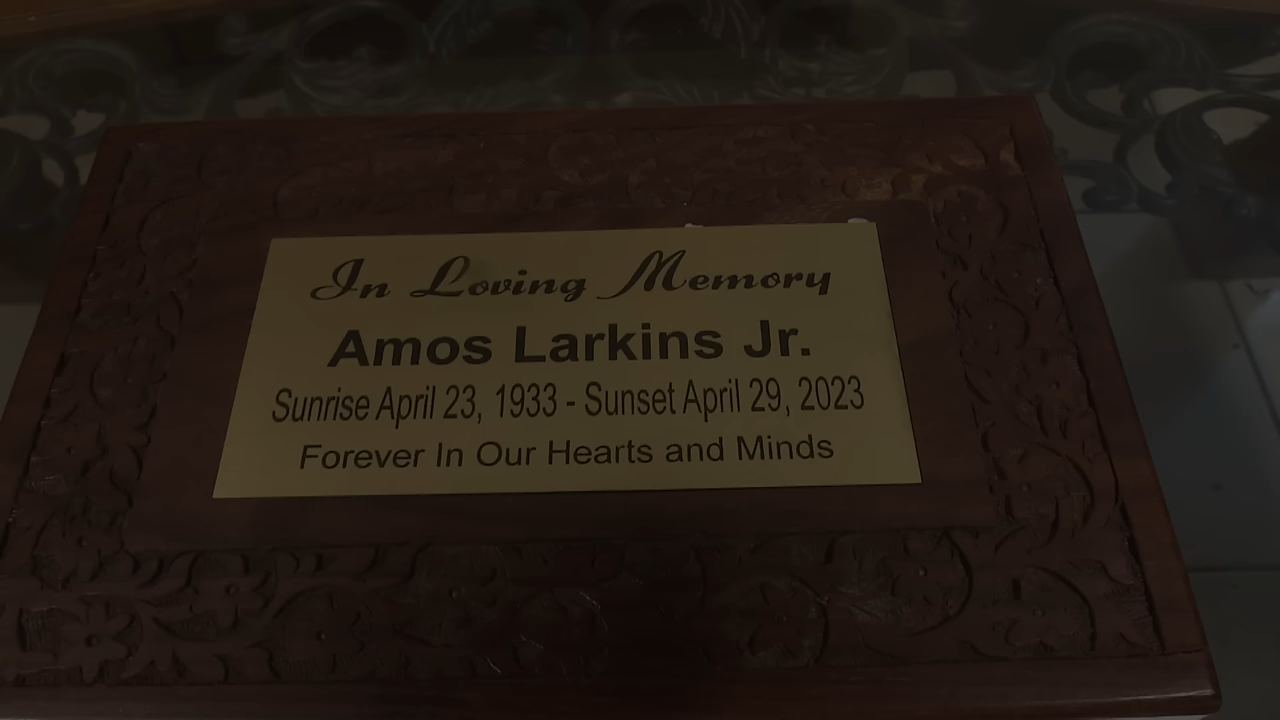 In Loving Memory
Amos Larkins Jr.
Sunrise April 23, 1933 - Sunset April 29, 2023
Forever In Our Hearts and Minds